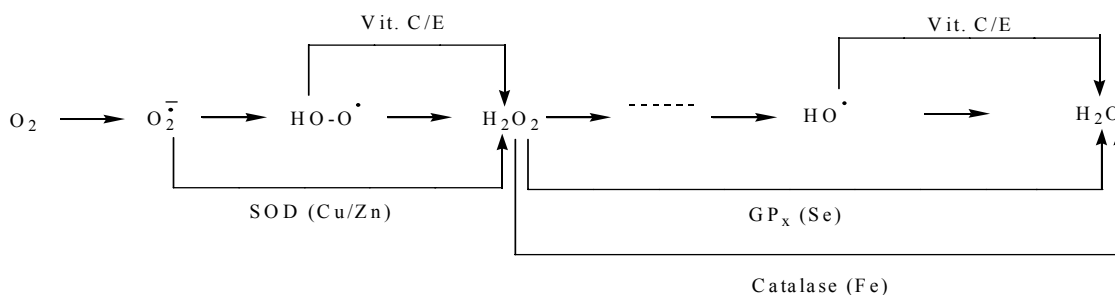 Vit. C/E Vit. C/E
O₂ O₂•̄ HO-O• H₂O₂ ------ HO• H₂O
SOD (Cu/Zn) GPₓ (Se)
Catalase (Fe)